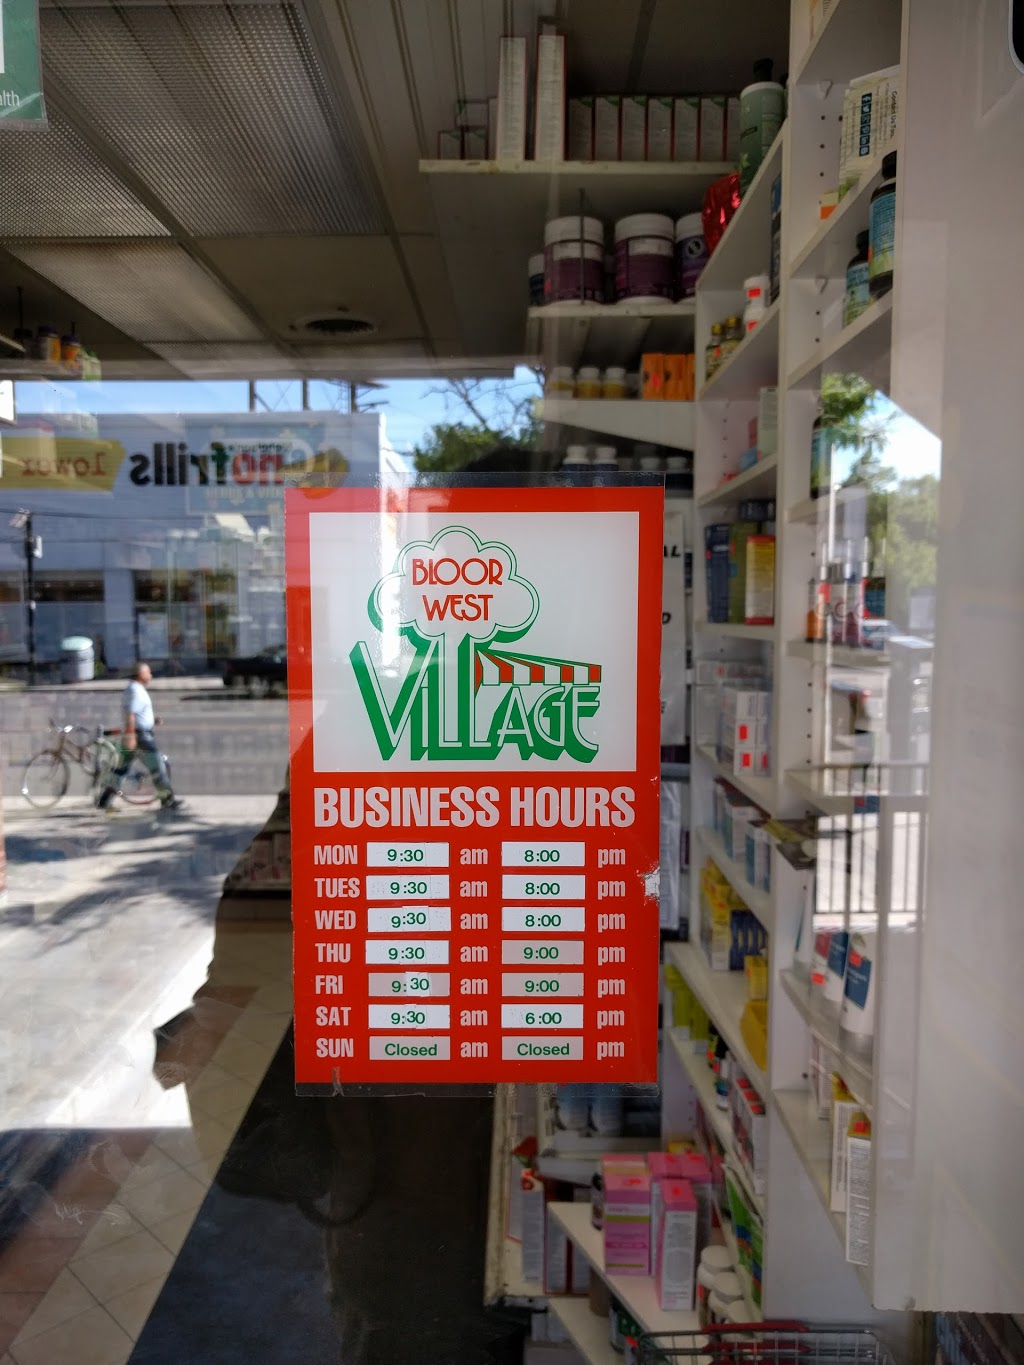 alth
lower
nofrills
BLOOR
WEST
VILLAGE
BUSINESS HOURS
MON 9:30 am 8:00 pm
TUES 9:30 am 8:00 pm
WED 9:30 am 8:00 pm
THU 9:30 am 9:00 pm
FRI 9:30 am 9:00 pm
SAT 9:30 am 6:00 pm
SUN Closed am Closed pm